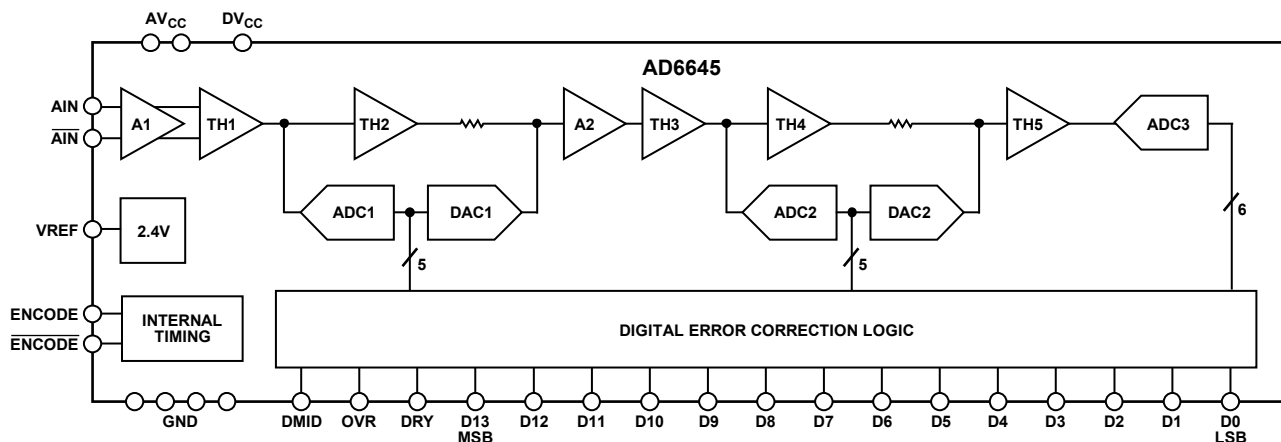 AVCC DVCC
AD6645
AIN
AIN
A1 TH1 TH2 A2 TH3 TH4 TH5 ADC3
ADC1 DAC1 ADC2 DAC2
VREF 2.4V
5 5 6
ENCODE
ENCODE
INTERNAL
TIMING
DIGITAL ERROR CORRECTION LOGIC
GND DMID OVR DRY D13 D12 D11 D10 D9 D8 D7 D6 D5 D4 D3 D2 D1 D0
MSB LSB